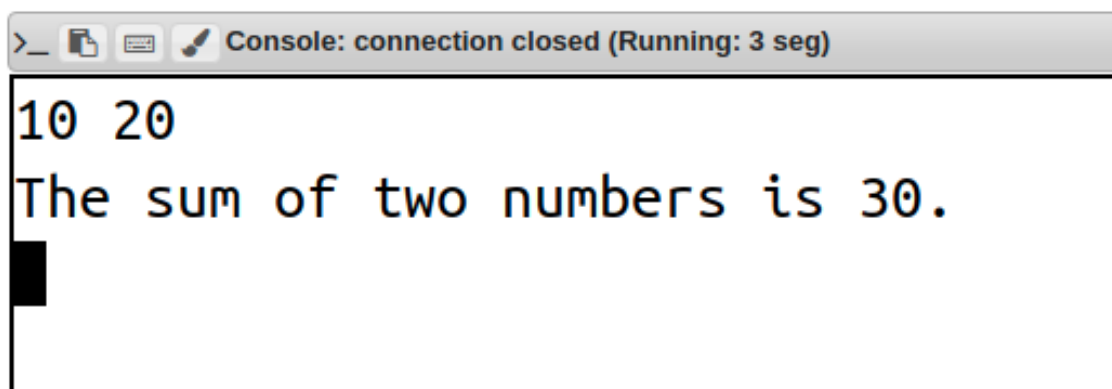 >_ Console: connection closed (Running: 3 seg)
10 20
The sum of two numbers is 30.